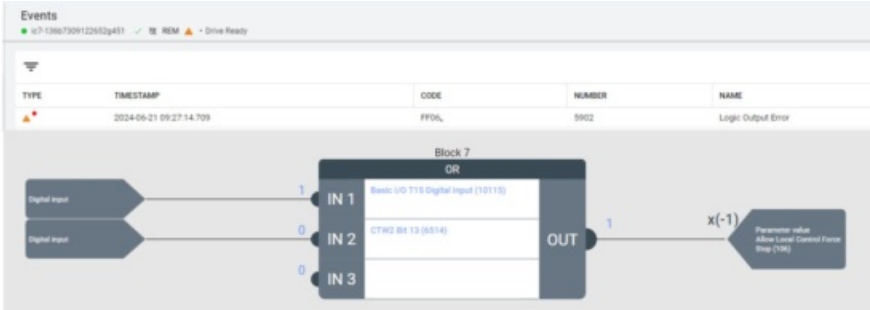 Events
ic7-136b7309122652g451 REM • Drive Ready
TYPE TIMESTAMP CODE NUMBER NAME
2024-06-21 09:27:14.709 FF06, 5902 Logic Output Error
Block 7
OR
Digital input 1 IN 1 Basic I/O T15 Digital Input (10115)
Digital input 0 IN 2 CTW2 Bit 13 (6514)
0 IN 3
OUT 1 x(-1)
Parameter value
Allow Local Control Force
Stop (106)